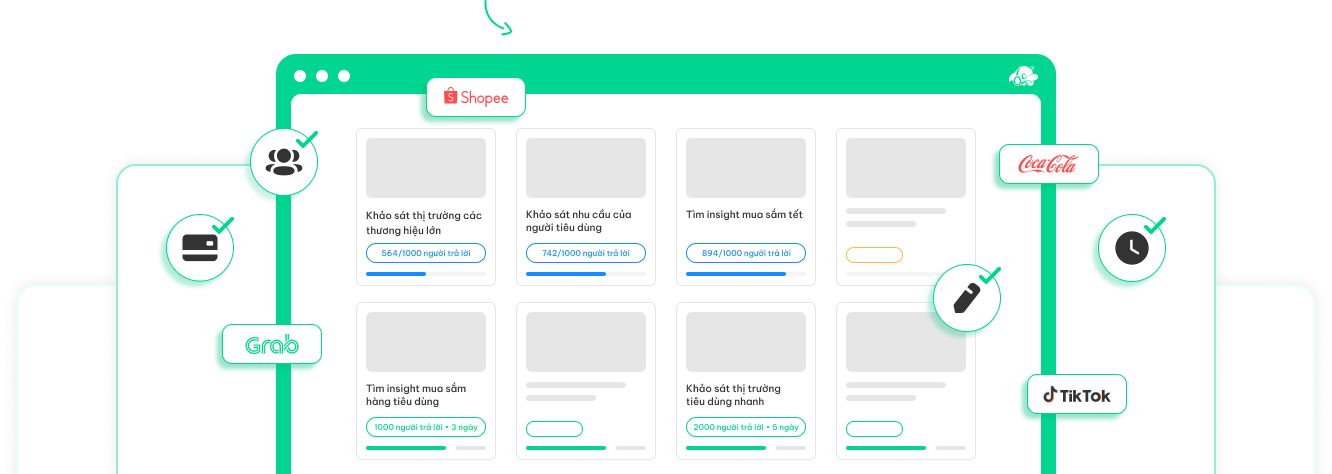 Shopee
Coca-Cola
Khảo sát thị trường các
thương hiệu lớn
564/1000 người trả lời
Khảo sát nhu cầu của
người tiêu dùng
742/1000 người trả lời
Tìm insight mua sắm tết
894/1000 người trả lời
Grab
TikTok
Tìm insight mua sắm
hàng tiêu dùng
1000 người trả lời • 3 ngày
Khảo sát thị trường
tiêu dùng nhanh
2000 người trả lời • 5 ngày